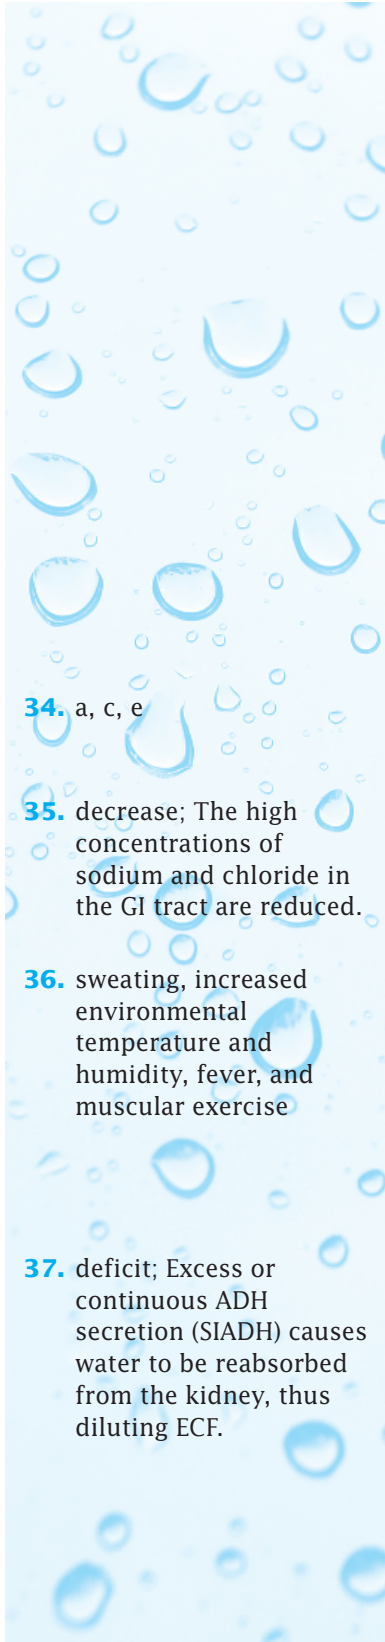 34. a, c, e
35. decrease; The high
concentrations of
sodium and chloride in
the GI tract are reduced.
36. sweating, increased
environmental
temperature and
humidity, fever, and
muscular exercise
37. deficit; Excess or
continuous ADH
secretion (SIADH) causes
water to be reabsorbed
from the kidney, thus
diluting ECF.